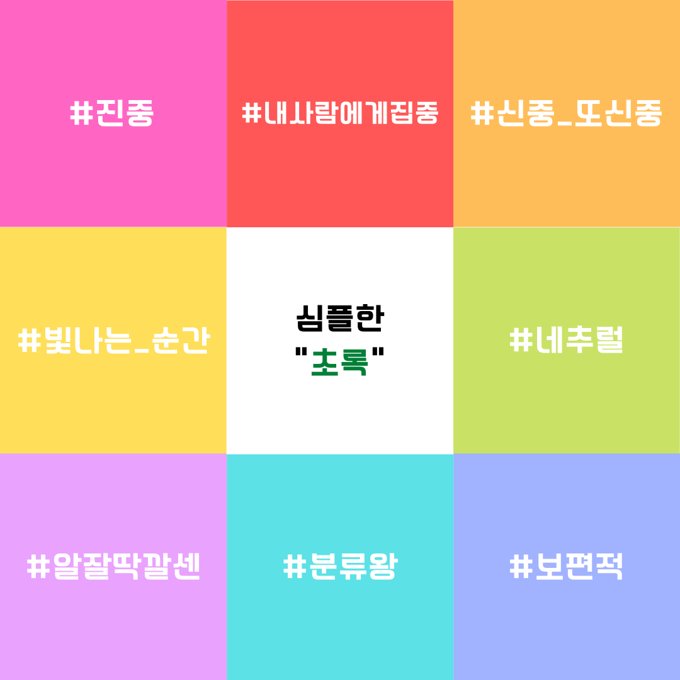 #진중
#내사람에게집중
#신중_또신중
#빛나는_순간
심플한
"초록"
#네추럴
#알잘딱깔센
#분류왕
#보편적